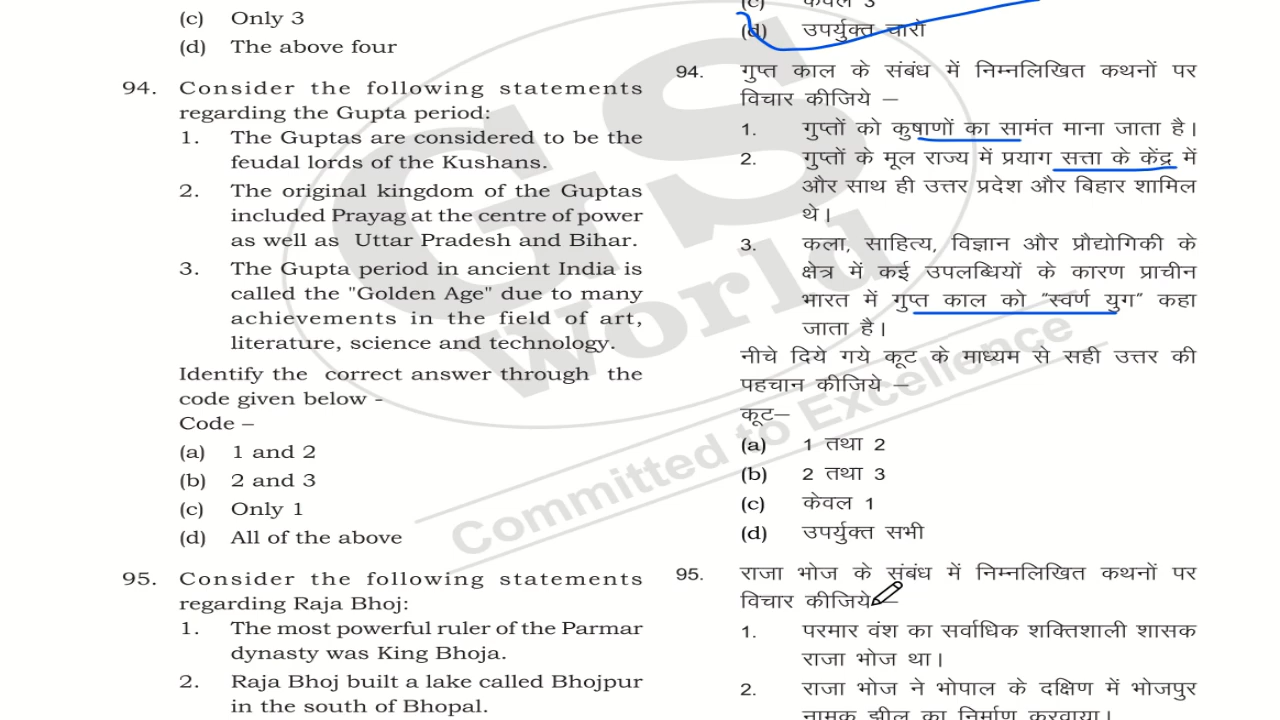 (c) Only 3
(d) The above four
94. Consider the following statements
regarding the Gupta period:
1. The Guptas are considered to be the
feudal lords of the Kushans.
2. The original kingdom of the Guptas
included Prayag at the centre of power
as well as Uttar Pradesh and Bihar.
3. The Gupta period in ancient India is
called the "Golden Age" due to many
achievements in the field of art,
literature, science and technology.
Identify the correct answer through the
code given below -
Code –
(a) 1 and 2
(b) 2 and 3
(c) Only 1
(d) All of the above
95. Consider the following statements
regarding Raja Bhoj:
1. The most powerful ruler of the Parmar
dynasty was King Bhoja.
2. Raja Bhoj built a lake called Bhojpur
in the south of Bhopal.
(c) केवल 3
(d) उपर्युक्त चारों
94. गुप्त काल के संबंध में निम्नलिखित कथनों पर
विचार कीजिये –
1. गुप्तों को कुषाणों का सामंत माना जाता है।
2. गुप्तों के मूल राज्य में प्रयाग सत्ता के केंद्र में
और साथ ही उत्तर प्रदेश और बिहार शामिल
थे।
3. कला, साहित्य, विज्ञान और प्रौद्योगिकी के
क्षेत्र में कई उपलब्धियों के कारण प्राचीन
भारत में गुप्त काल को "स्वर्ण युग" कहा
जाता है।
नीचे दिये गये कूट के माध्यम से सही उत्तर की
पहचान कीजिये –
कूट–
(a) 1 तथा 2
(b) 2 तथा 3
(c) केवल 1
(d) उपर्युक्त सभी
95. राजा भोज के संबंध में निम्नलिखित कथनों पर
विचार कीजिये –
1. परमार वंश का सर्वाधिक शक्तिशाली शासक
राजा भोज था।
2. राजा भोज ने भोपाल के दक्षिण में भोजपुर
नामक झील का निर्माण करवाया।
GS
World
Committed to Excellence